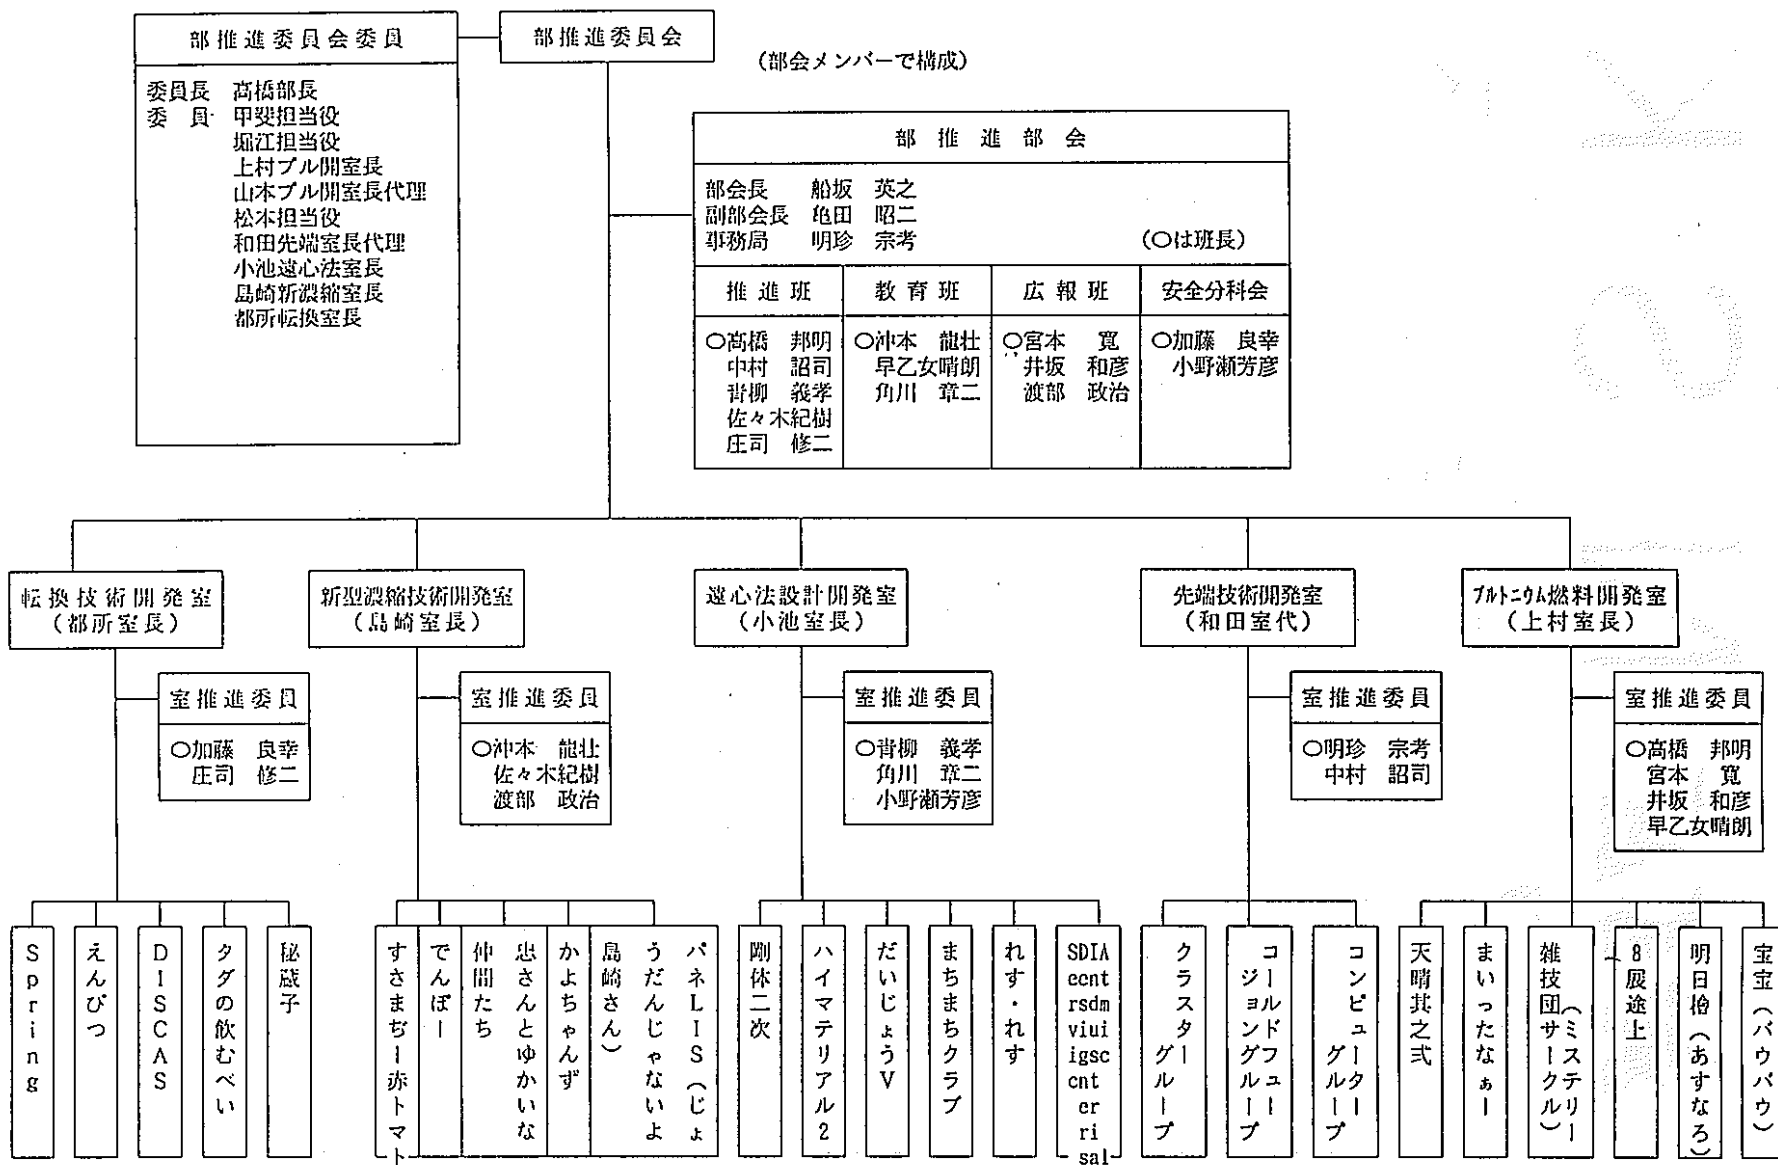 部推進委員会委員
委員長 高橋部長
委員 甲斐担当役
堀江担当役
上村プル開室長
山本プル開室長代理
松本担当役
和田先端室長代理
小池遠心法室長
島崎新濃縮室長
都所転換室長
部推進委員会
(部会メンバーで構成)
部推進部会
部会長 船坂 英之
副部会長 亀田 昭二
事務局 明珍 宗考 (○は班長)
推進班
○高橋 邦明
中村 詔司
青柳 義孝
佐々木紀樹
庄司 修二
教育班
○沖本 龍壮
早乙女晴朗
角川 章二
広報班
○宮本 寛
井坂 和彦
渡部 政治
安全分科会
○加藤 良幸
小野瀬芳彦
転換技術開発室
(都所室長)
室推進委員
○加藤 良幸
庄司 修二
Spring
えんぴつ
DISCAS
タグの飲むべい
秘蔵子
新型濃縮技術開発室
(島崎室長)
室推進委員
○沖本 龍壮
佐々木紀樹
渡部 政治
すさまぢー赤トマト
でんぼー
忠さんとゆかいな
仲間たち
かよちゃんず
パネLIS(じょ
うだんじゃないよ
島崎さん)
遠心法設計開発室
(小池室長)
室推進委員
○青柳 義孝
角川 章二
小野瀬芳彦
剛体二次
ハイマテリアル2
だいじょうV
まちまちクラブ
れす・れす
SDIA
ecnt
rsdm
viui
igsc
cnt
er
ri
sal
先端技術開発室
(和田室代)
室推進委員
○明珍 宗考
中村 詔司
クラスター
グループ
コールドフュー
ジョングループ
コンピューター
グループ
プルトニウム燃料開発室
(上村室長)
室推進委員
○高橋 邦明
宮本 寛
井坂 和彦
早乙女晴朗
天晴其之弐
まいったなぁー
(ミステリー
雑技団サークル)
8展途上
明日桧(あすなろ)
宝宝(パウパウ)